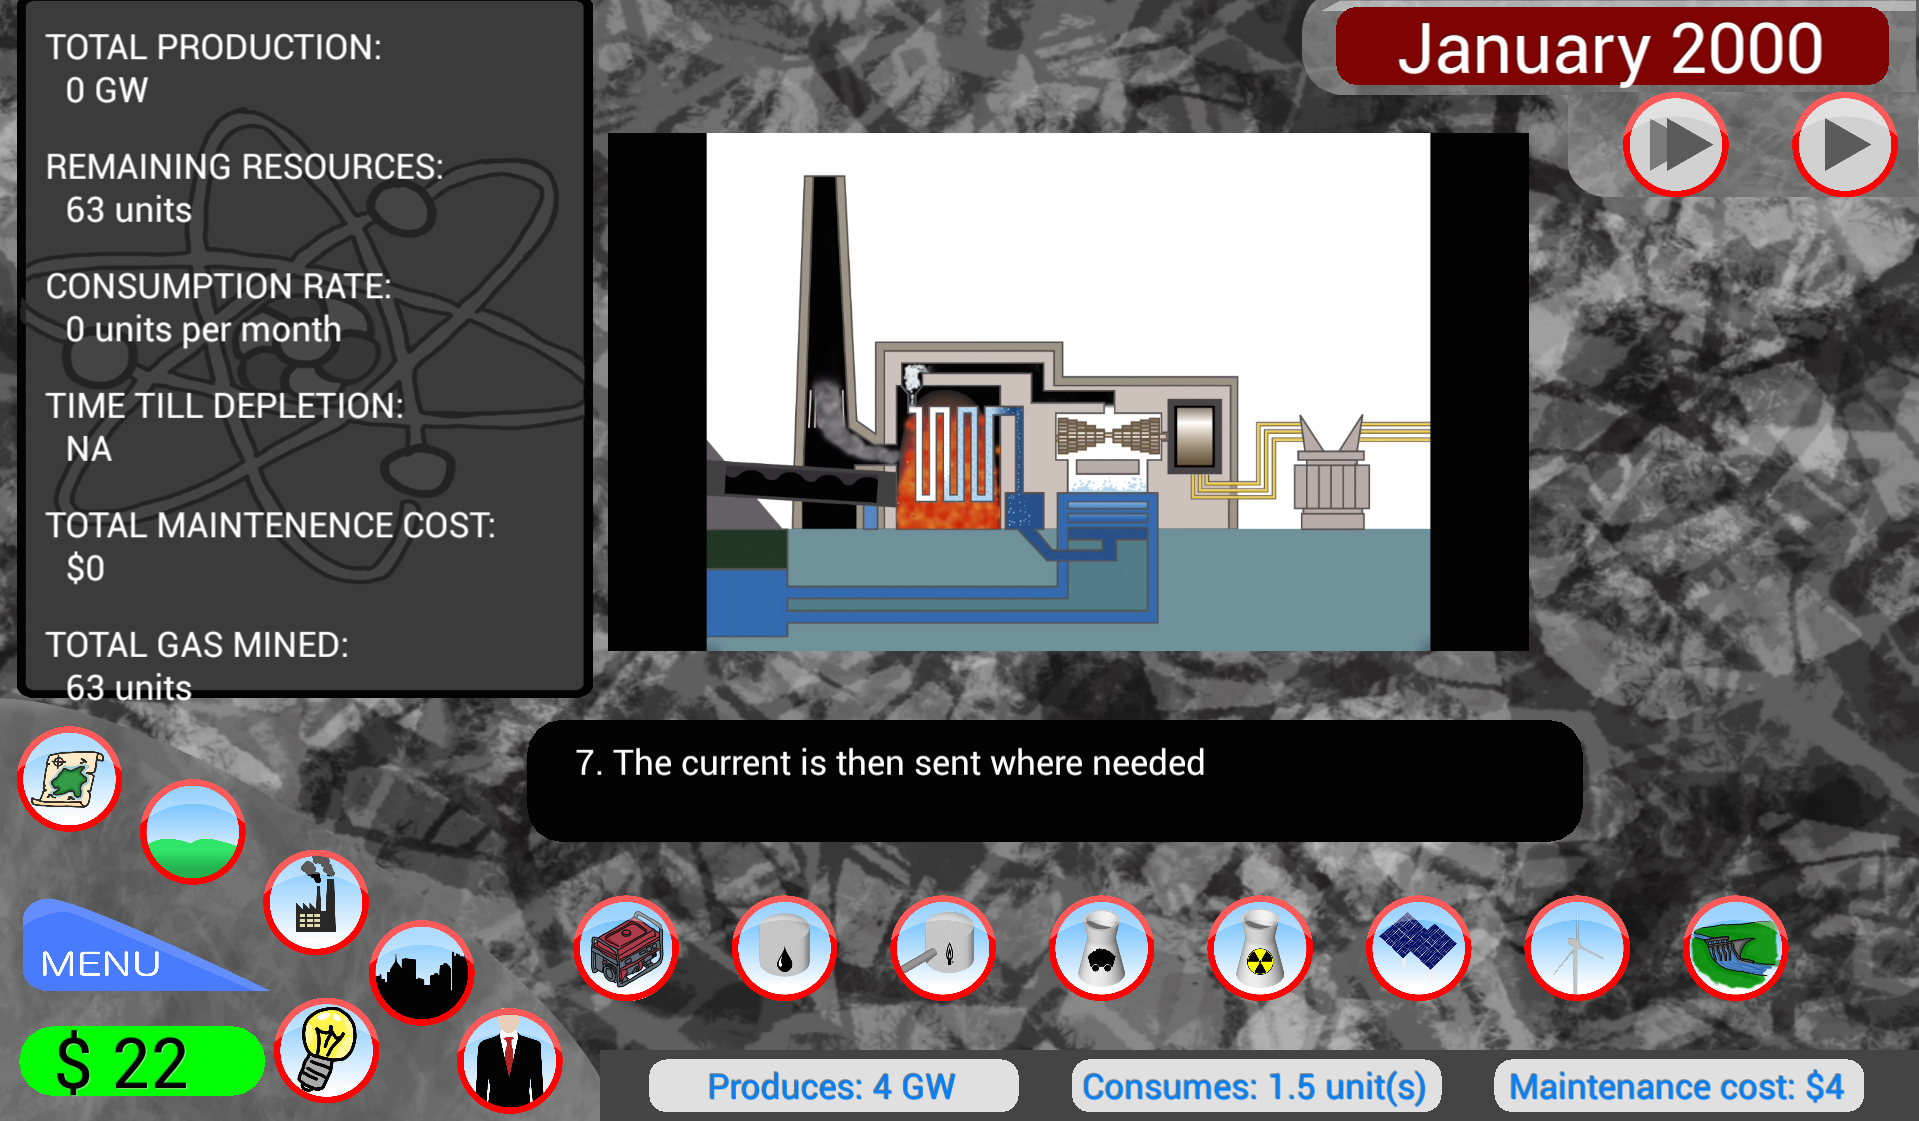 TOTAL PRODUCTION:
0 GW
REMAINING RESOURCES:
63 units
CONSUMPTION RATE:
0 units per month
TIME TILL DEPLETION:
NA
TOTAL MAINTENENCE COST:
$0
TOTAL GAS MINED:
63 units
January 2000
7. The current is then sent where needed
MENU
$ 22
Produces: 4 GW
Consumes: 1.5 unit(s)
Maintenance cost: $4